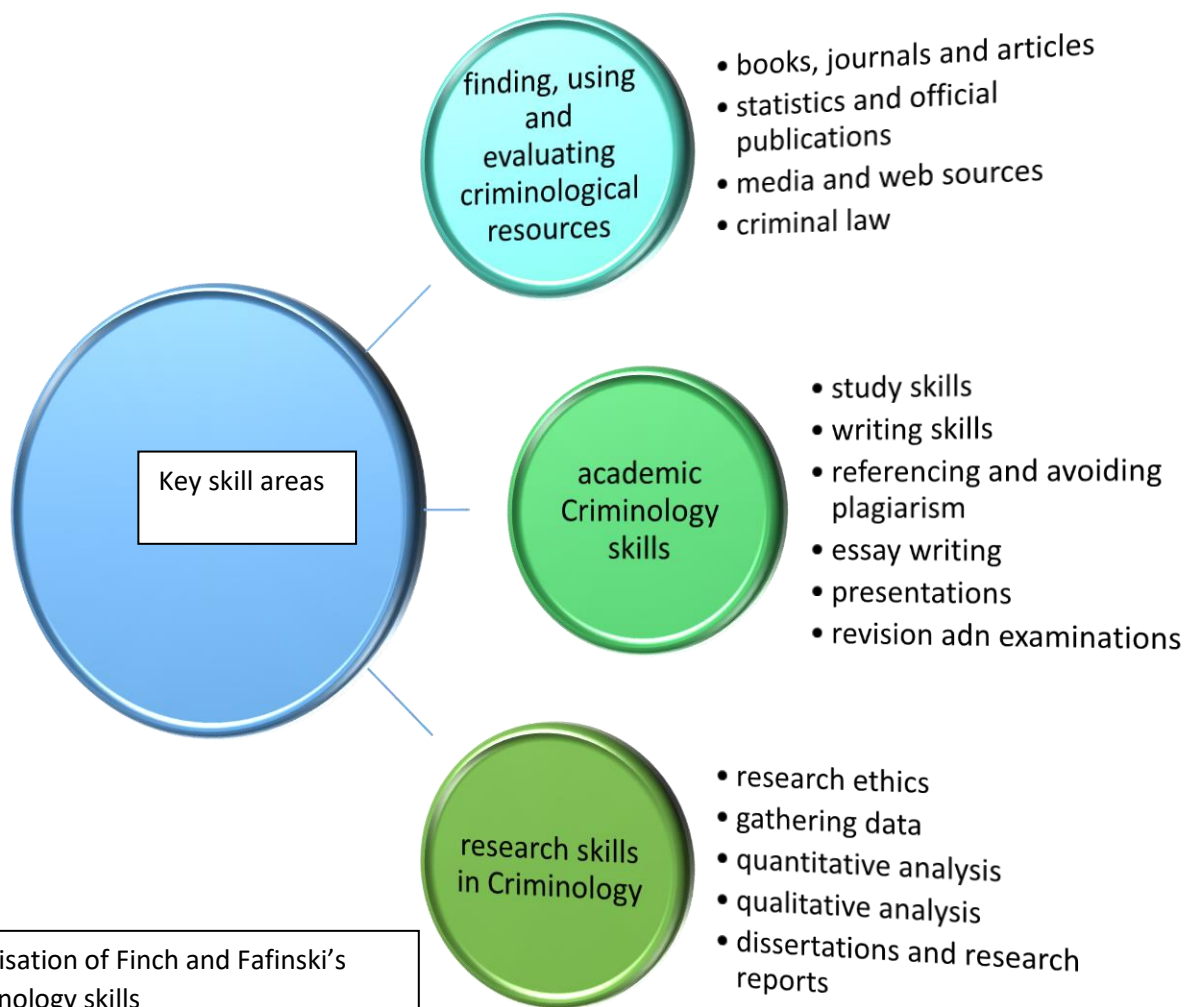 finding, using
and
evaluating
criminological
resources
• books, journals and articles
• statistics and official
publications
• media and web sources
• criminal law
Key skill areas
academic
Criminology
skills
• study skills
• writing skills
• referencing and avoiding
plagiarism
• essay writing
• presentations
• revision adn examinations
research skills
in Criminology
• research ethics
• gathering data
• quantitative analysis
• qualitative analysis
• dissertations and research
reports
of Finch and Fafinski's
skills